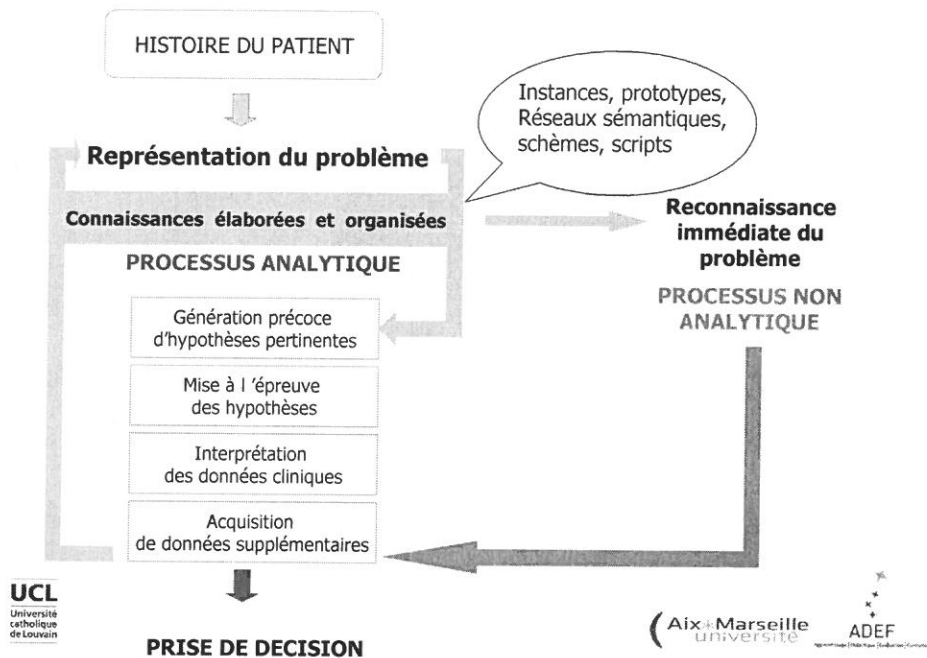 HISTOIRE DU PATIENT
Instances, prototypes,
Réseaux sémantiques,
schèmes, scripts
Représentation du problème
Connaissances élaborées et organisées
Reconnaissance
immédiate du
problème
PROCESSUS ANALYTIQUE
PROCESSUS NON
ANALYTIQUE
Génération précoce
d'hypothèses pertinentes
Mise à l 'épreuve
des hypothèses
Interprétation
des données cliniques
Acquisition
de données supplémentaires
UCL
Université
catholique
de Louvain
PRISE DE DECISION
Aix*Marseille
université
ADEF